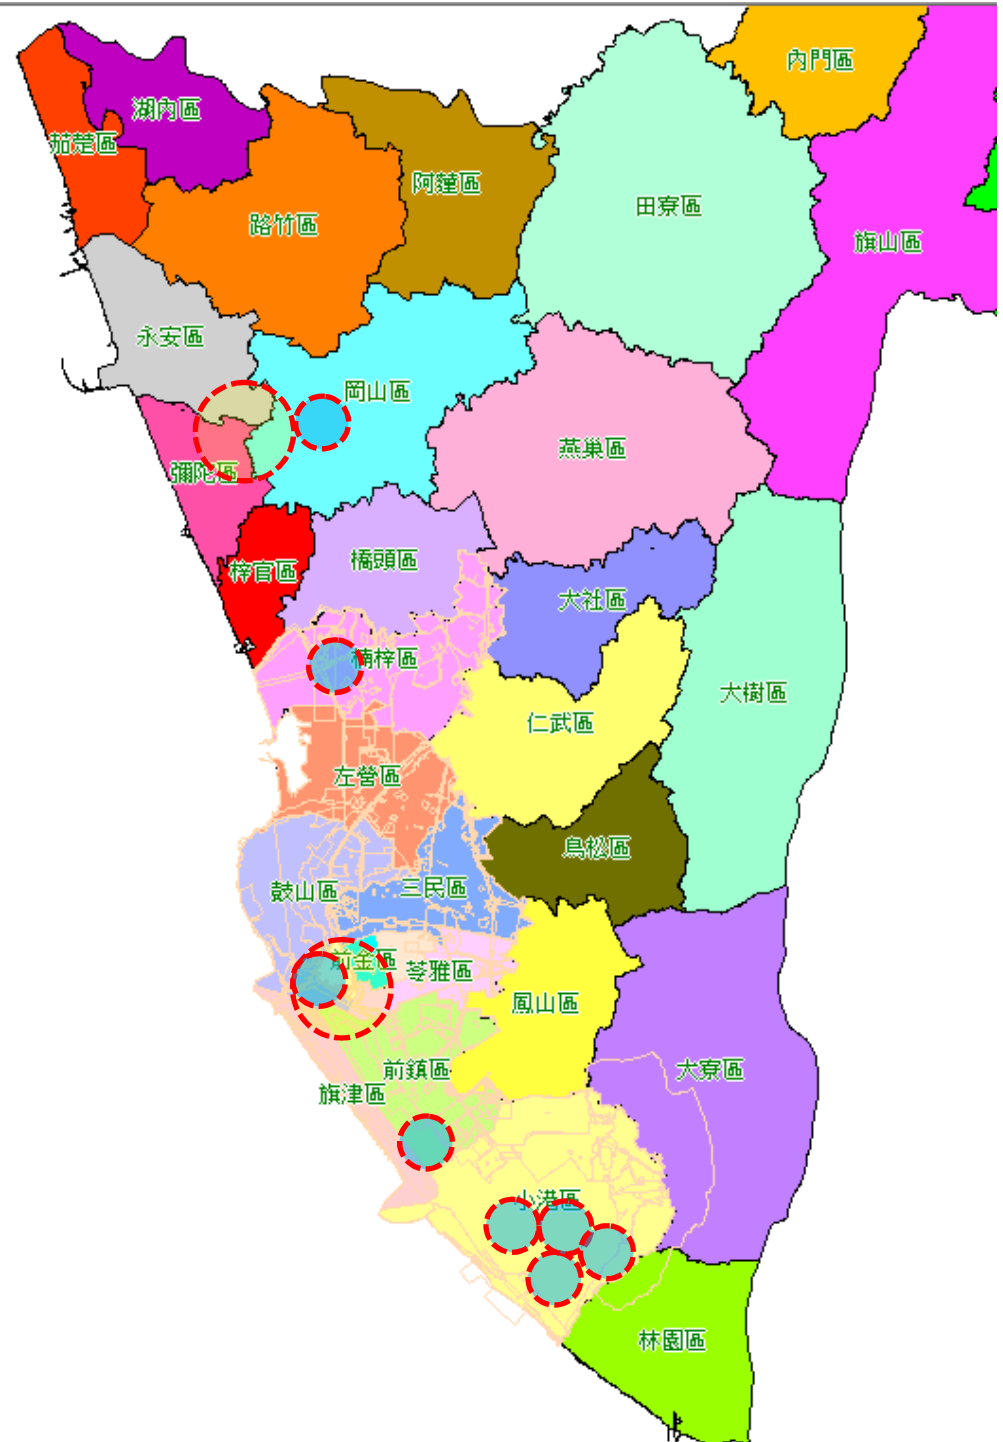 內門區
湖內區
茄楚區
阿蓮區
田寮區
路竹區
旗山區
永安區
岡山區
燕巢區
彌陀區
橋頭區
梓官區
大社區
楠梓區
大樹區
仁武區
左營區
鳥松區
三民區
鼓山區
前金區
苓雅區
鳳山區
前鎮區
大寮區
旗津區
小港區
林園區